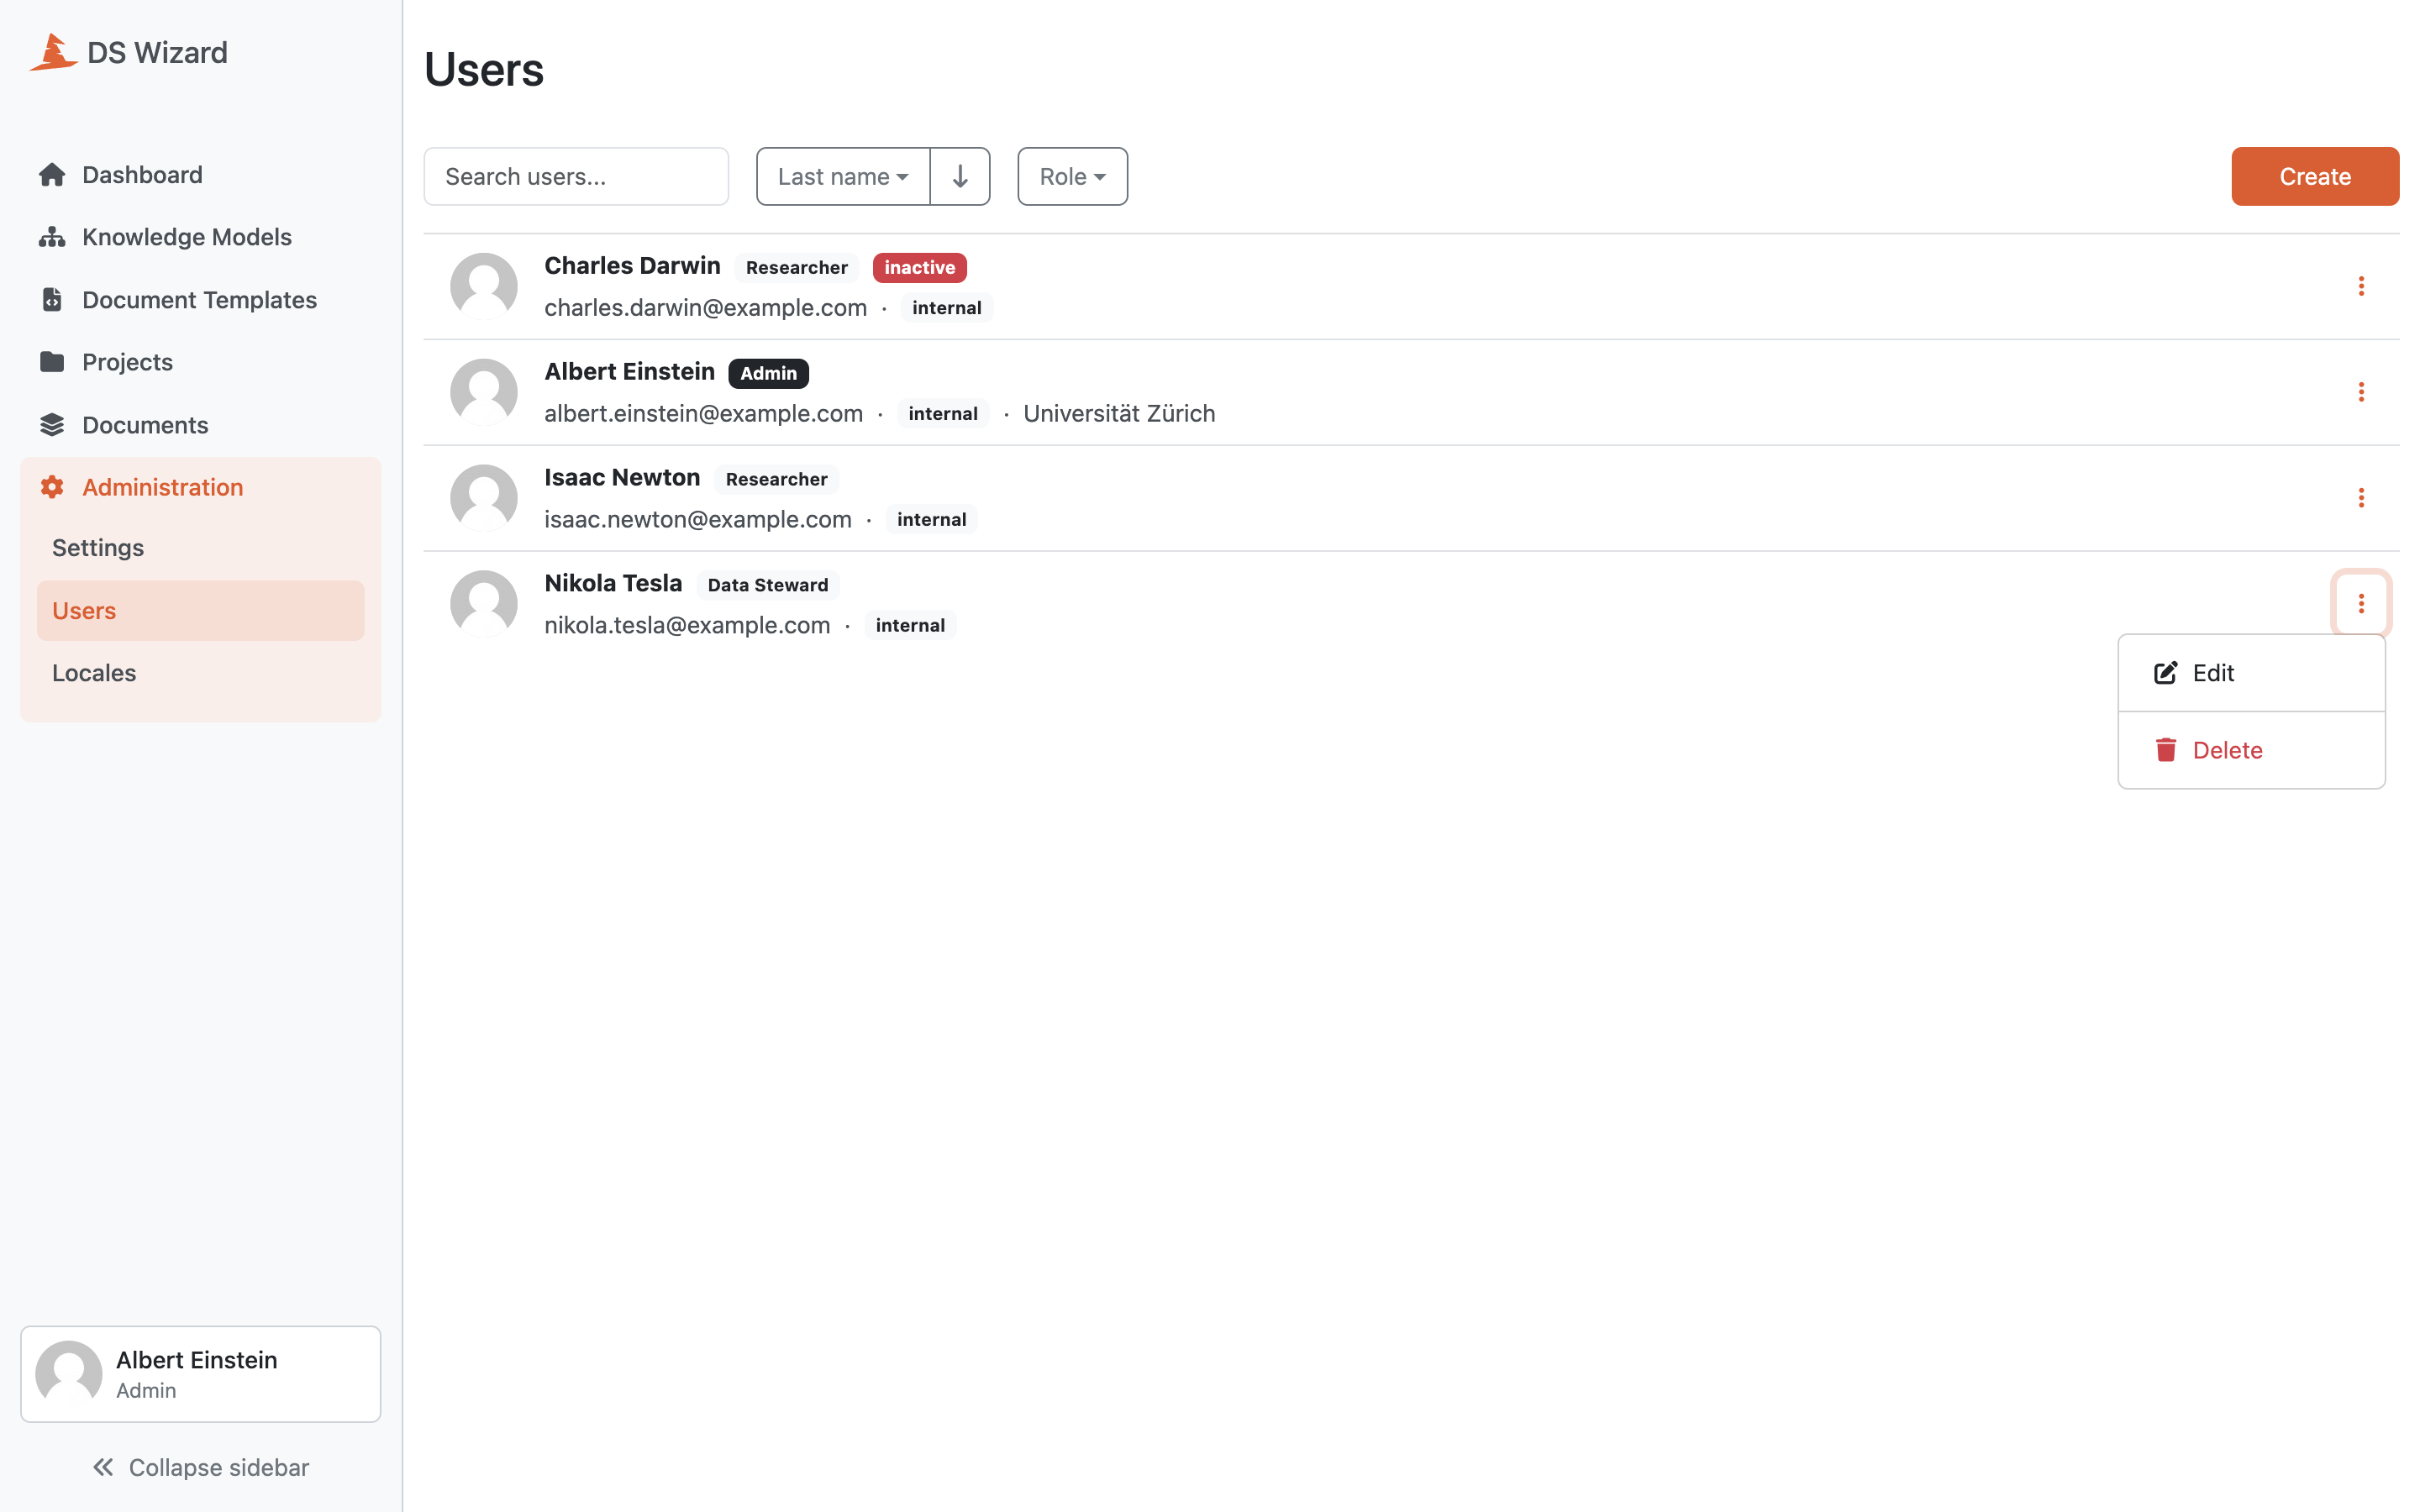 DS Wizard
Dashboard
Knowledge Models
Document Templates
Projects
Documents
Administration
Settings
Users
Locales
Albert Einstein
Admin
Collapse sidebar
Users
Search users...
Last name
Role
Create
Charles Darwin Researcher inactive
charles.darwin@example.com · internal
Albert Einstein Admin
albert.einstein@example.com · internal · Universität Zürich
Isaac Newton Researcher
isaac.newton@example.com · internal
Nikola Tesla Data Steward
nikola.tesla@example.com · internal
Edit
Delete